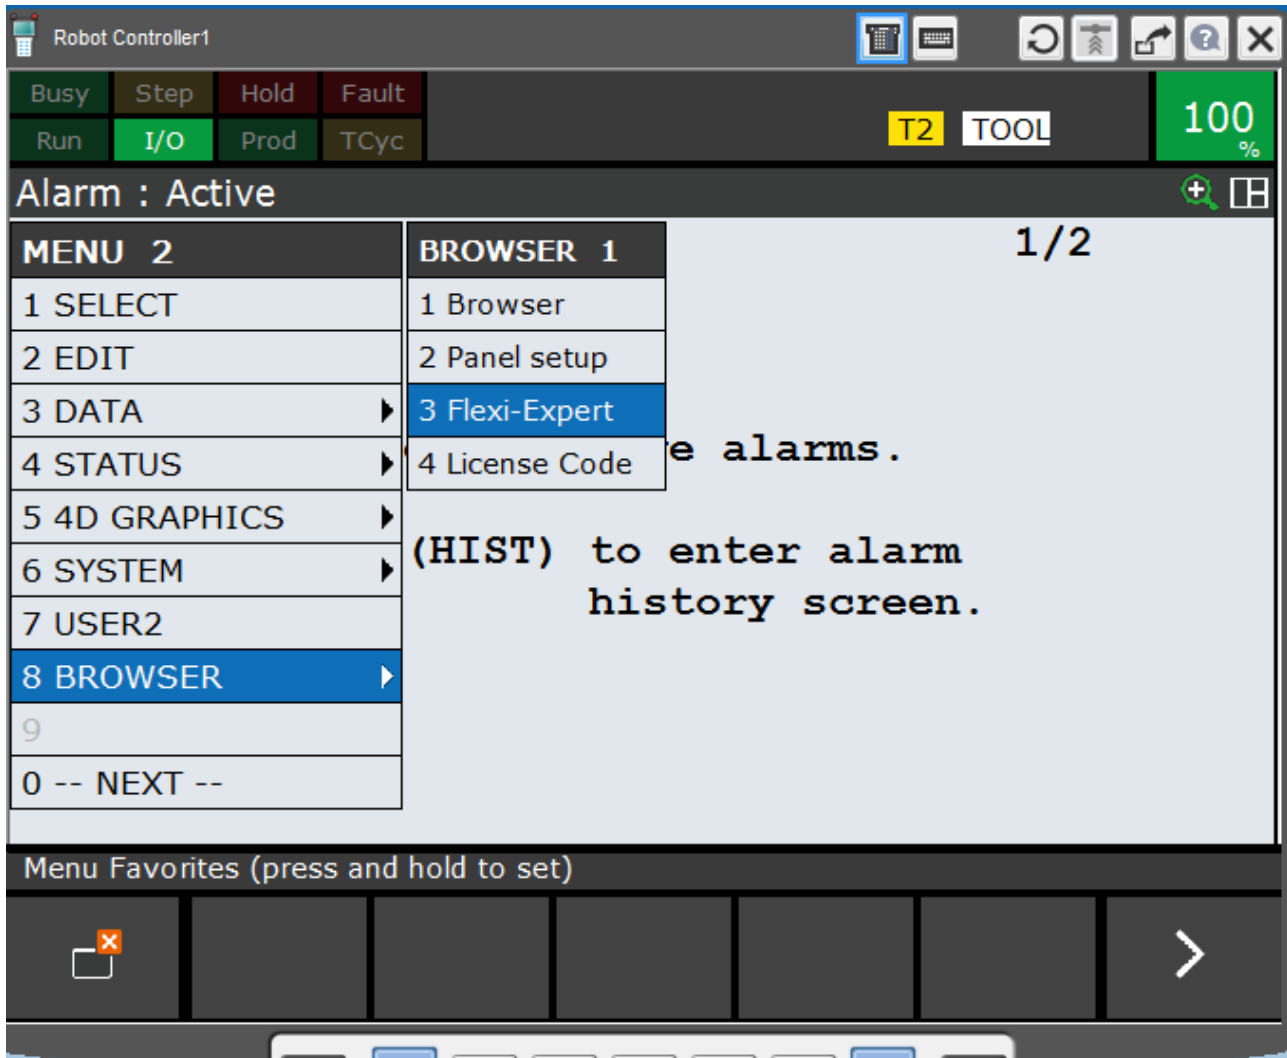 Robot Controller1
Busy Step Hold Fault
Run I/O Prod TCyc
T2 TOOL
100
%
Alarm : Active
1/2
MENU 2
1 SELECT
2 EDIT
3 DATA
4 STATUS
5 4D GRAPHICS
6 SYSTEM
7 USER2
8 BROWSER
9
0 -- NEXT --
BROWSER 1
1 Browser
2 Panel setup
3 Flexi-Expert
4 License Code
alarms.
(HIST) to enter alarm
history screen.
Menu Favorites (press and hold to set)